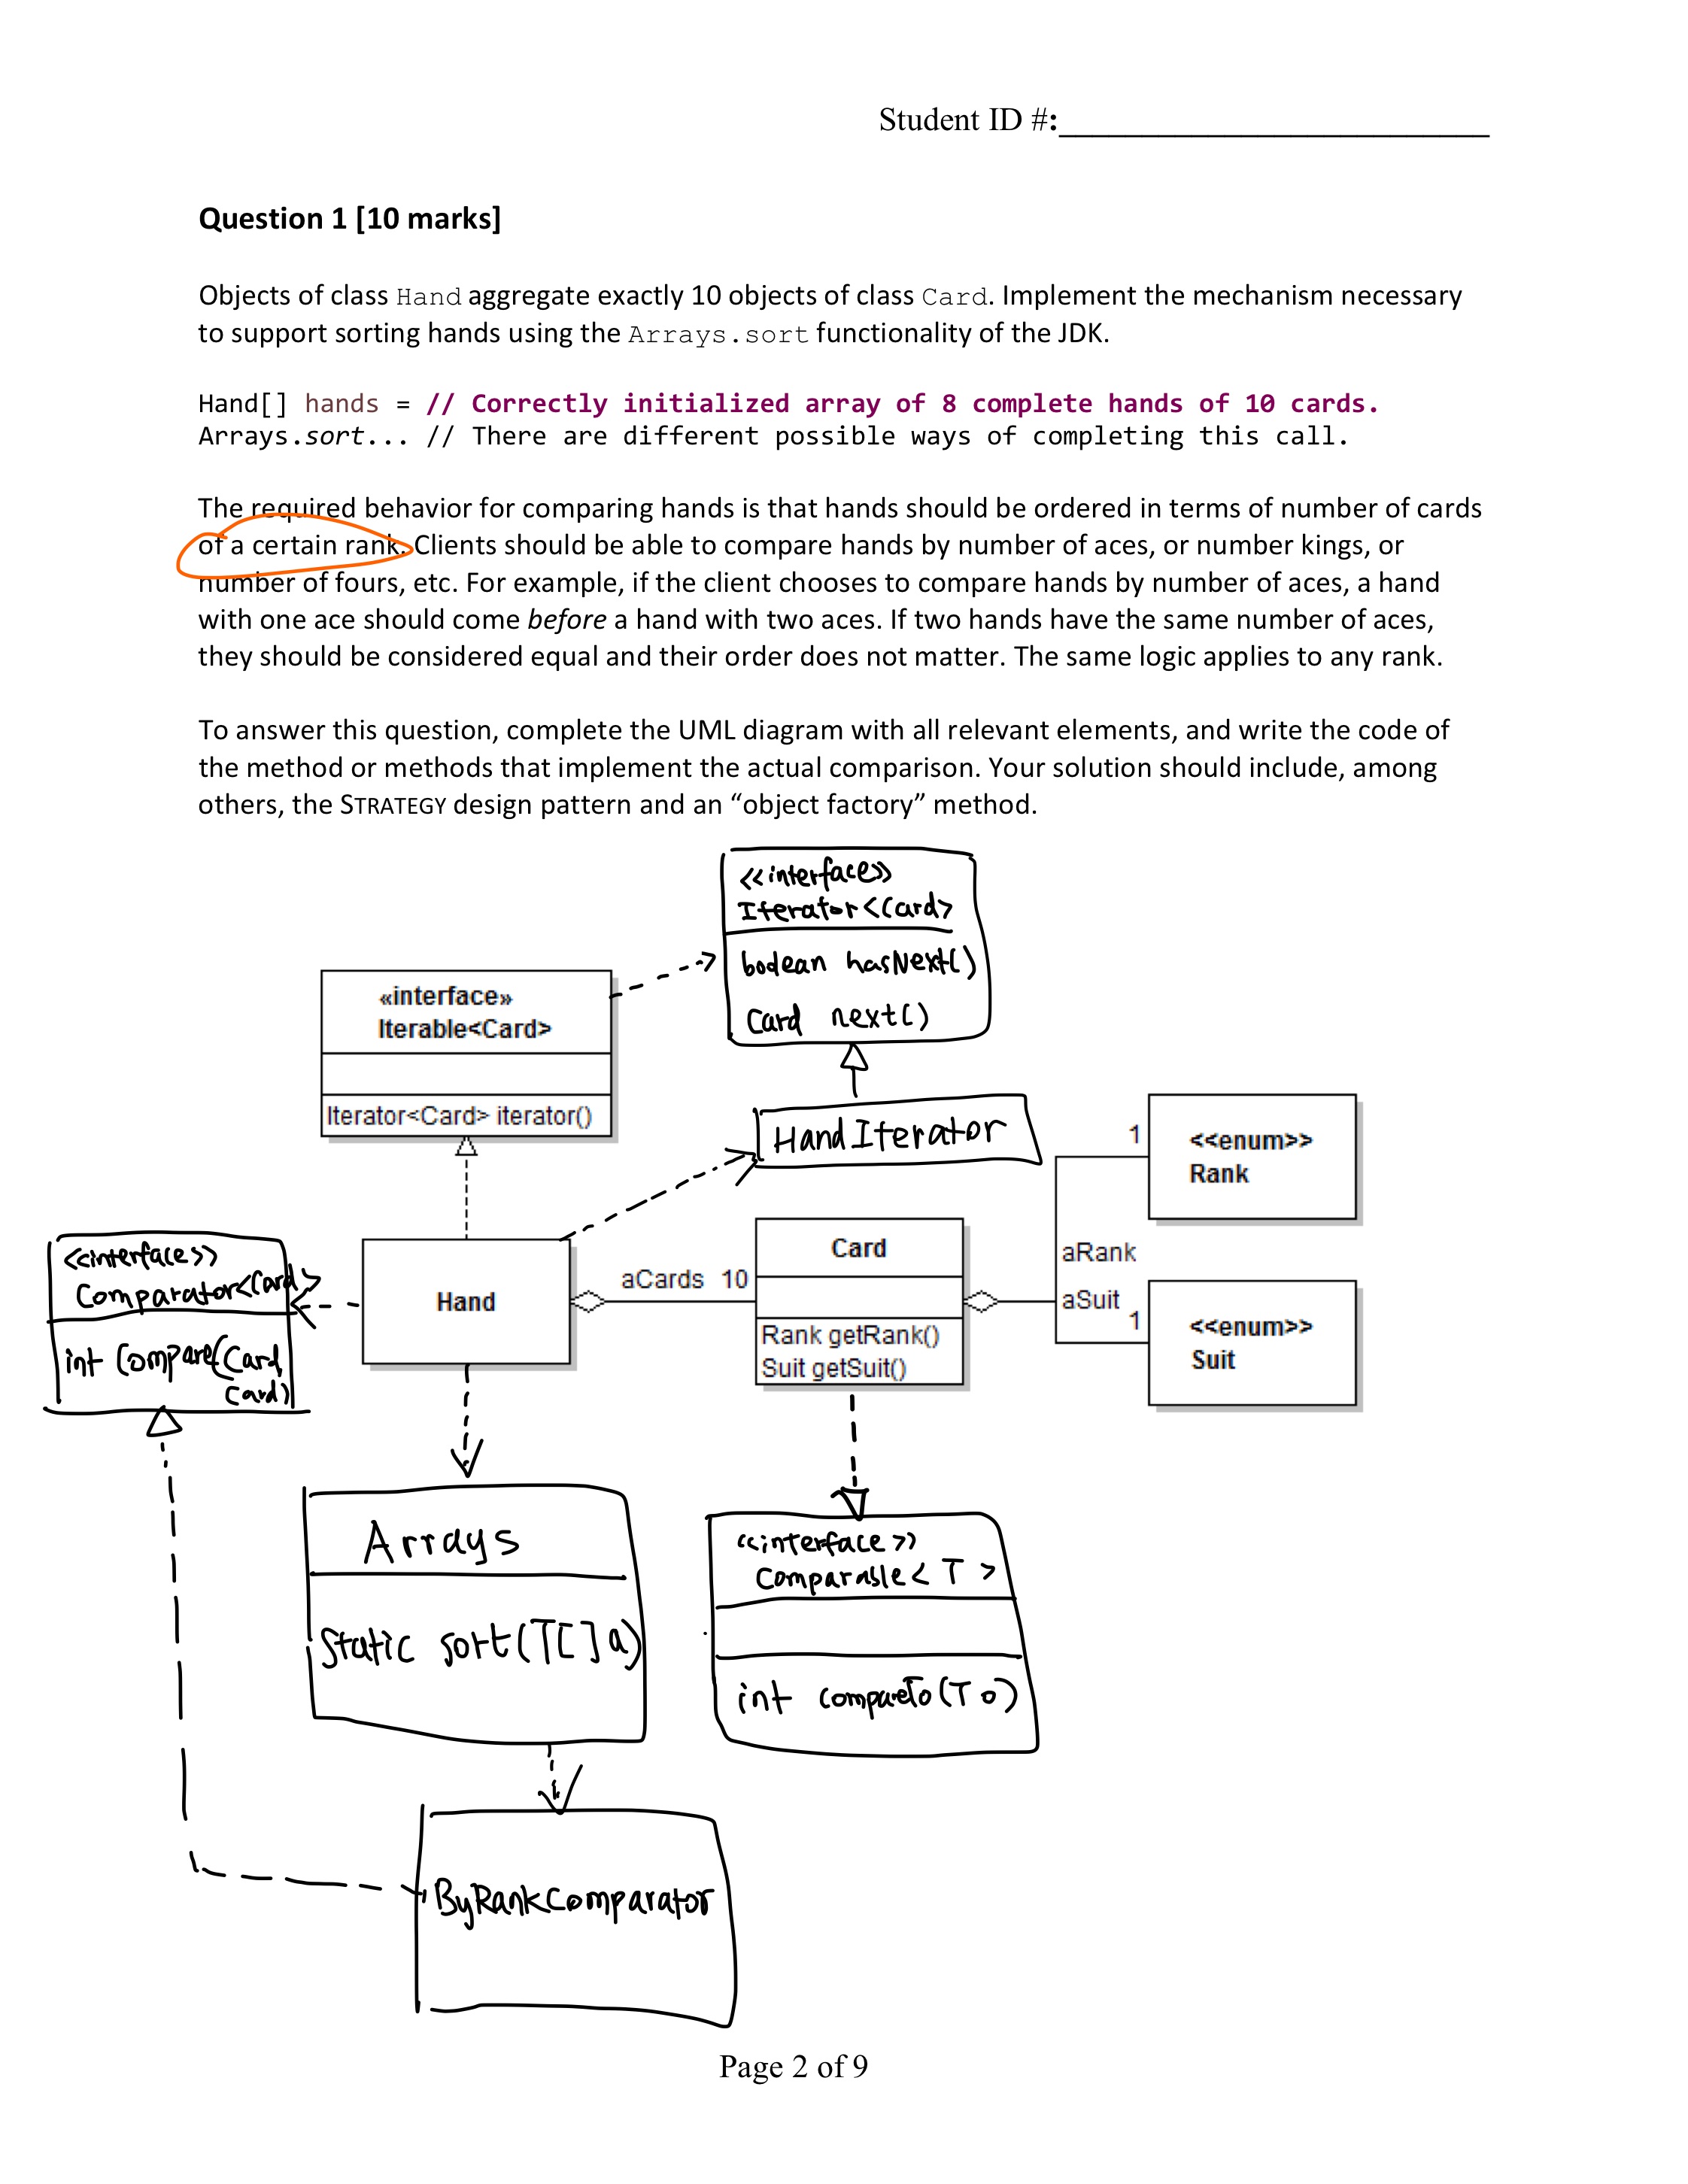 Student ID #:__________________________
Question 1 [10 marks]
Objects of class Hand aggregate exactly 10 objects of class Card. Implement the mechanism necessary
to support sorting hands using the Arrays.sort functionality of the JDK.
Hand[] hands = // Correctly initialized array of 8 complete hands of 10 cards.
Arrays.sort... // There are different possible ways of completing this call.
The required behavior for comparing hands is that hands should be ordered in terms of number of cards
of a certain rank. Clients should be able to compare hands by number of aces, or number kings, or
number of fours, etc. For example, if the client chooses to compare hands by number of aces, a hand
with one ace should come before a hand with two aces. If two hands have the same number of aces,
they should be considered equal and their order does not matter. The same logic applies to any rank.
To answer this question, complete the UML diagram with all relevant elements, and write the code of
the method or methods that implement the actual comparison. Your solution should include, among
others, the STRATEGY design pattern and an “object factory” method.
<<interface>>
Iterator<Card>
boolean hasNext()
Card next()
«interface»
Iterable<Card>
Iterator<Card> iterator()
HandIterator
1
<<enum>>
Rank
<<interface>>
Comparator<Card>
int Compare(Card,
Card)
Hand
aCards 10
Card
Rank getRank()
Suit getSuit()
aRank
aSuit
1
<<enum>>
Suit
Arrays
Static sort(T[] a)
<<interface>>
Comparable<T>
int compareTo(T o)
ByRankComparator
Page 2 of 9